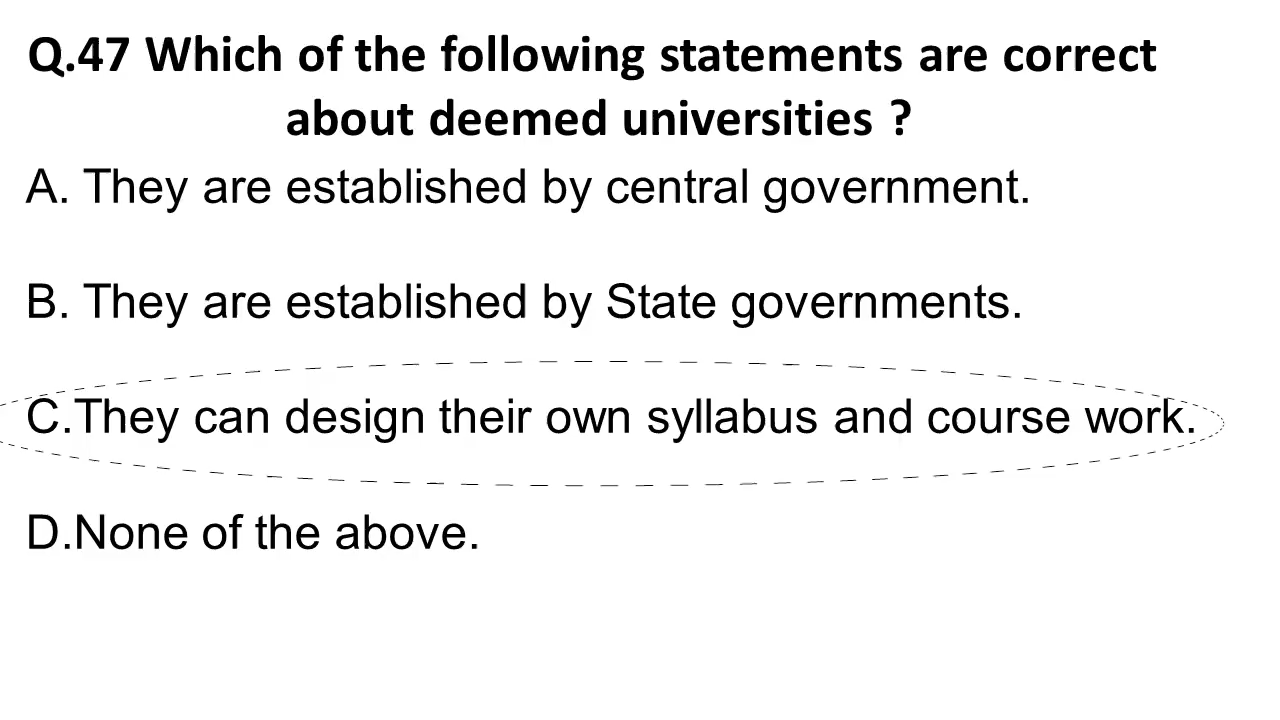 Q.47 Which of the following statements are correct
about deemed universities ?
A. They are established by central government.
B. They are established by State governments.
C.They can design their own syllabus and course work.
D.None of the above.